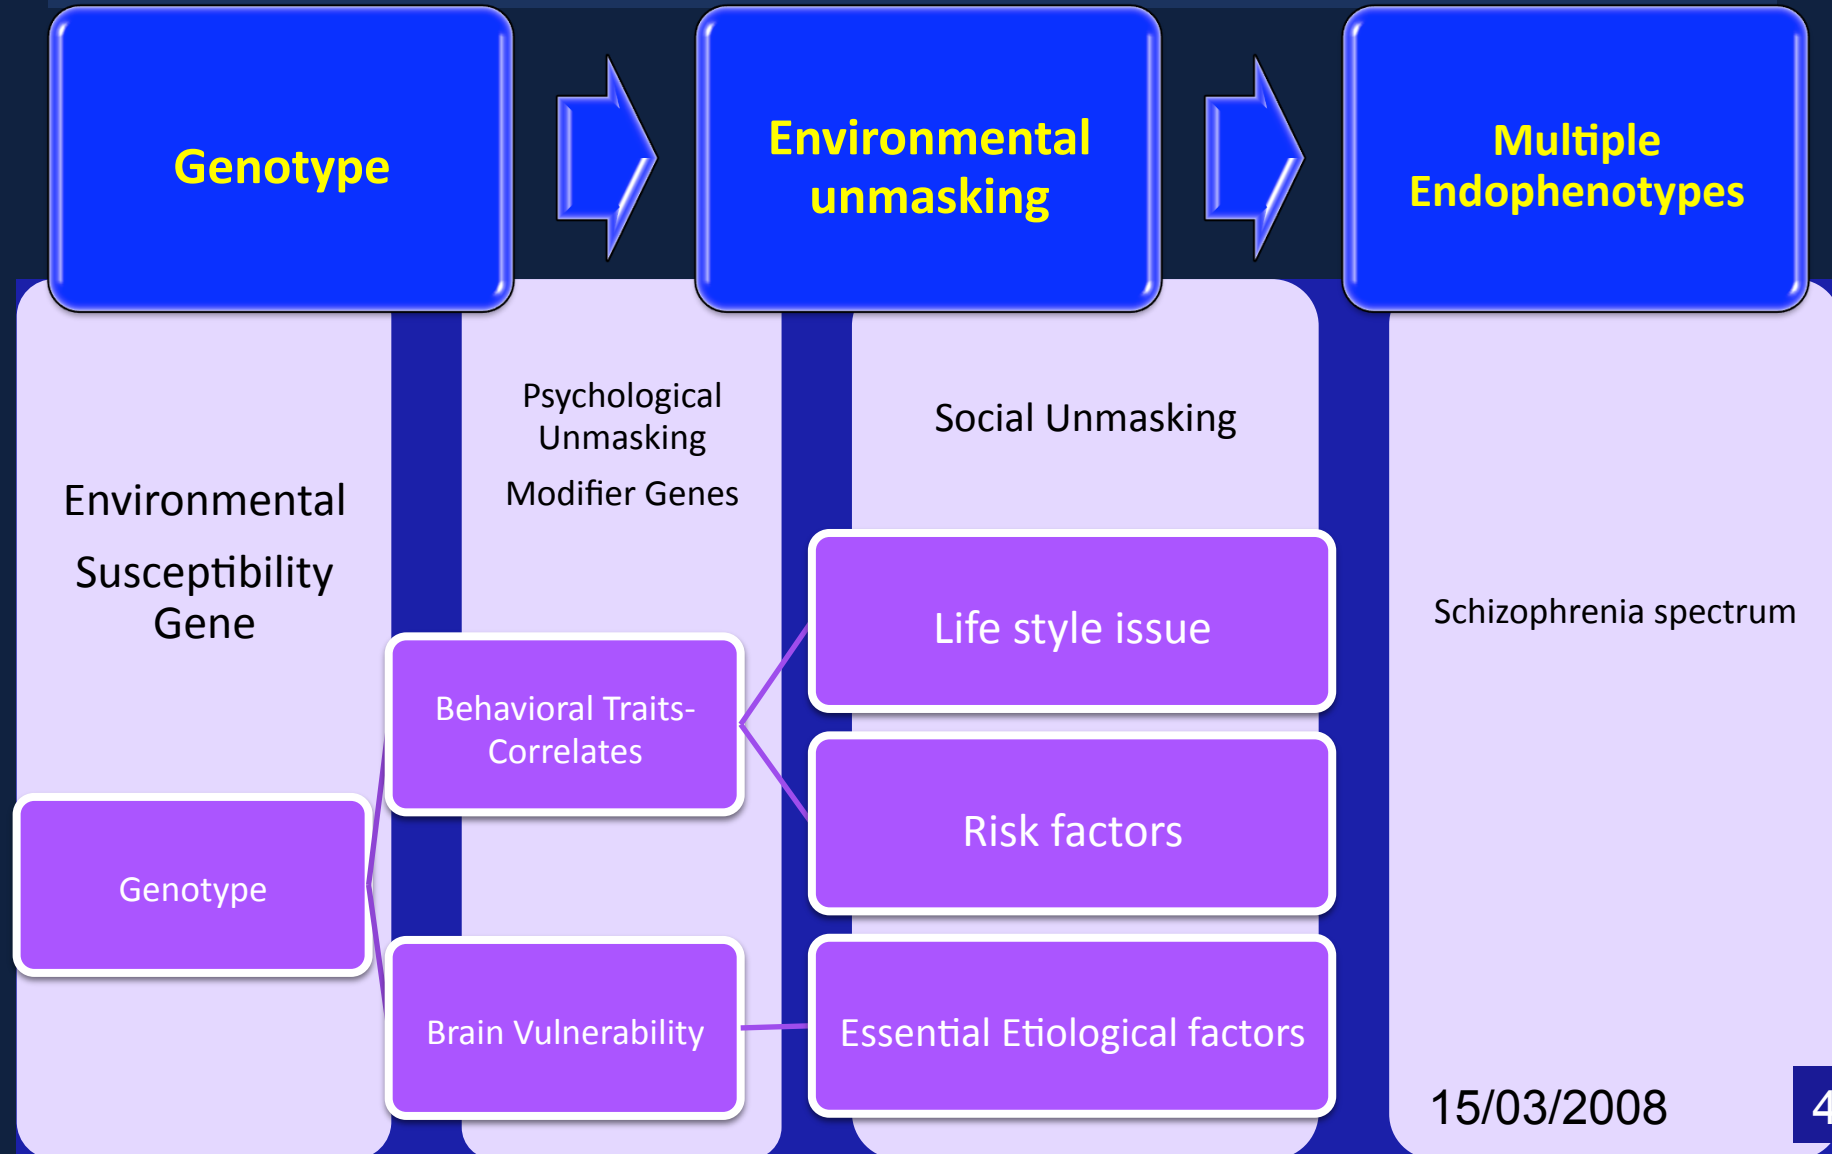 Genotype
Environmental
unmasking
Multiple
Endophenotypes
Environmental
Susceptibility
Gene
Psychological
Unmasking
Modifier Genes
Social Unmasking
Schizophrenia spectrum
Genotype
Behavioral Traits-
Correlates
Brain Vulnerability
Life style issue
Risk factors
Essential Etiological factors
15/03/2008
4